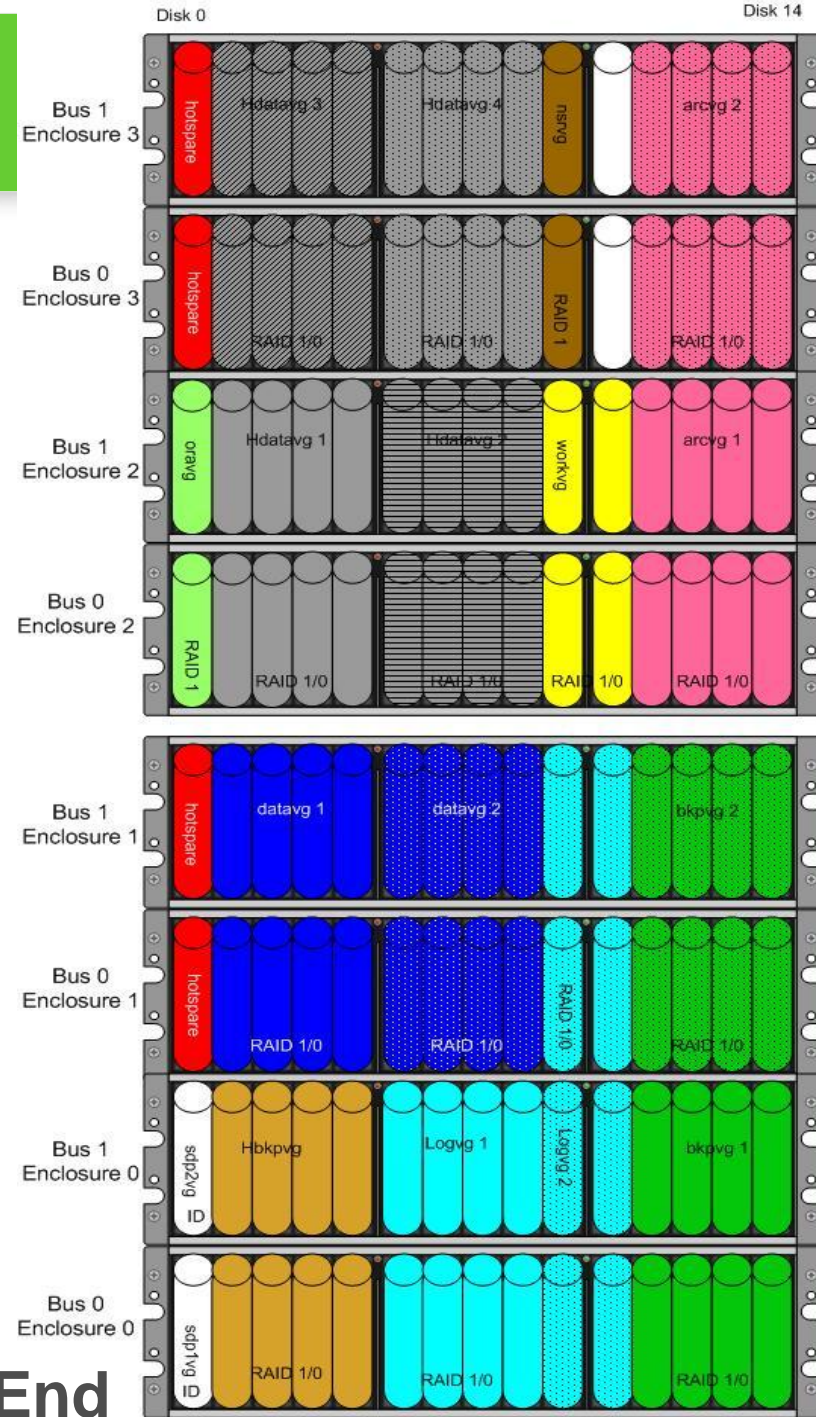 Disk 0 Disk 14
Bus 1
Enclosure 3
hotspare
Hdatavg 3
Hdatavg 4
nsrvg
arcvg 2
Bus 0
Enclosure 3
hotspare
RAID 1/0
RAID 1/0
RAID 1
RAID 1/0
Bus 1
Enclosure 2
oravg
Hdatavg 1
Hdatavg 2
workvg
arcvg 1
Bus 0
Enclosure 2
RAID 1
RAID 1/0
RAID 1/0
RAID 1/0
RAID 1/0
Bus 1
Enclosure 1
hotspare
datavg 1
datavg 2
bkpvg 2
Bus 0
Enclosure 1
hotspare
RAID 1/0
RAID 1/0
RAID 1/0
RAID 1/0
Bus 1
Enclosure 0
sdp2vg
ID
Hbkpvg
Logvg 1
Logvg 2
bkpvg 1
Bus 0
Enclosure 0
sdp1vg
ID
RAID 1/0
RAID 1/0
RAID 1/0
End